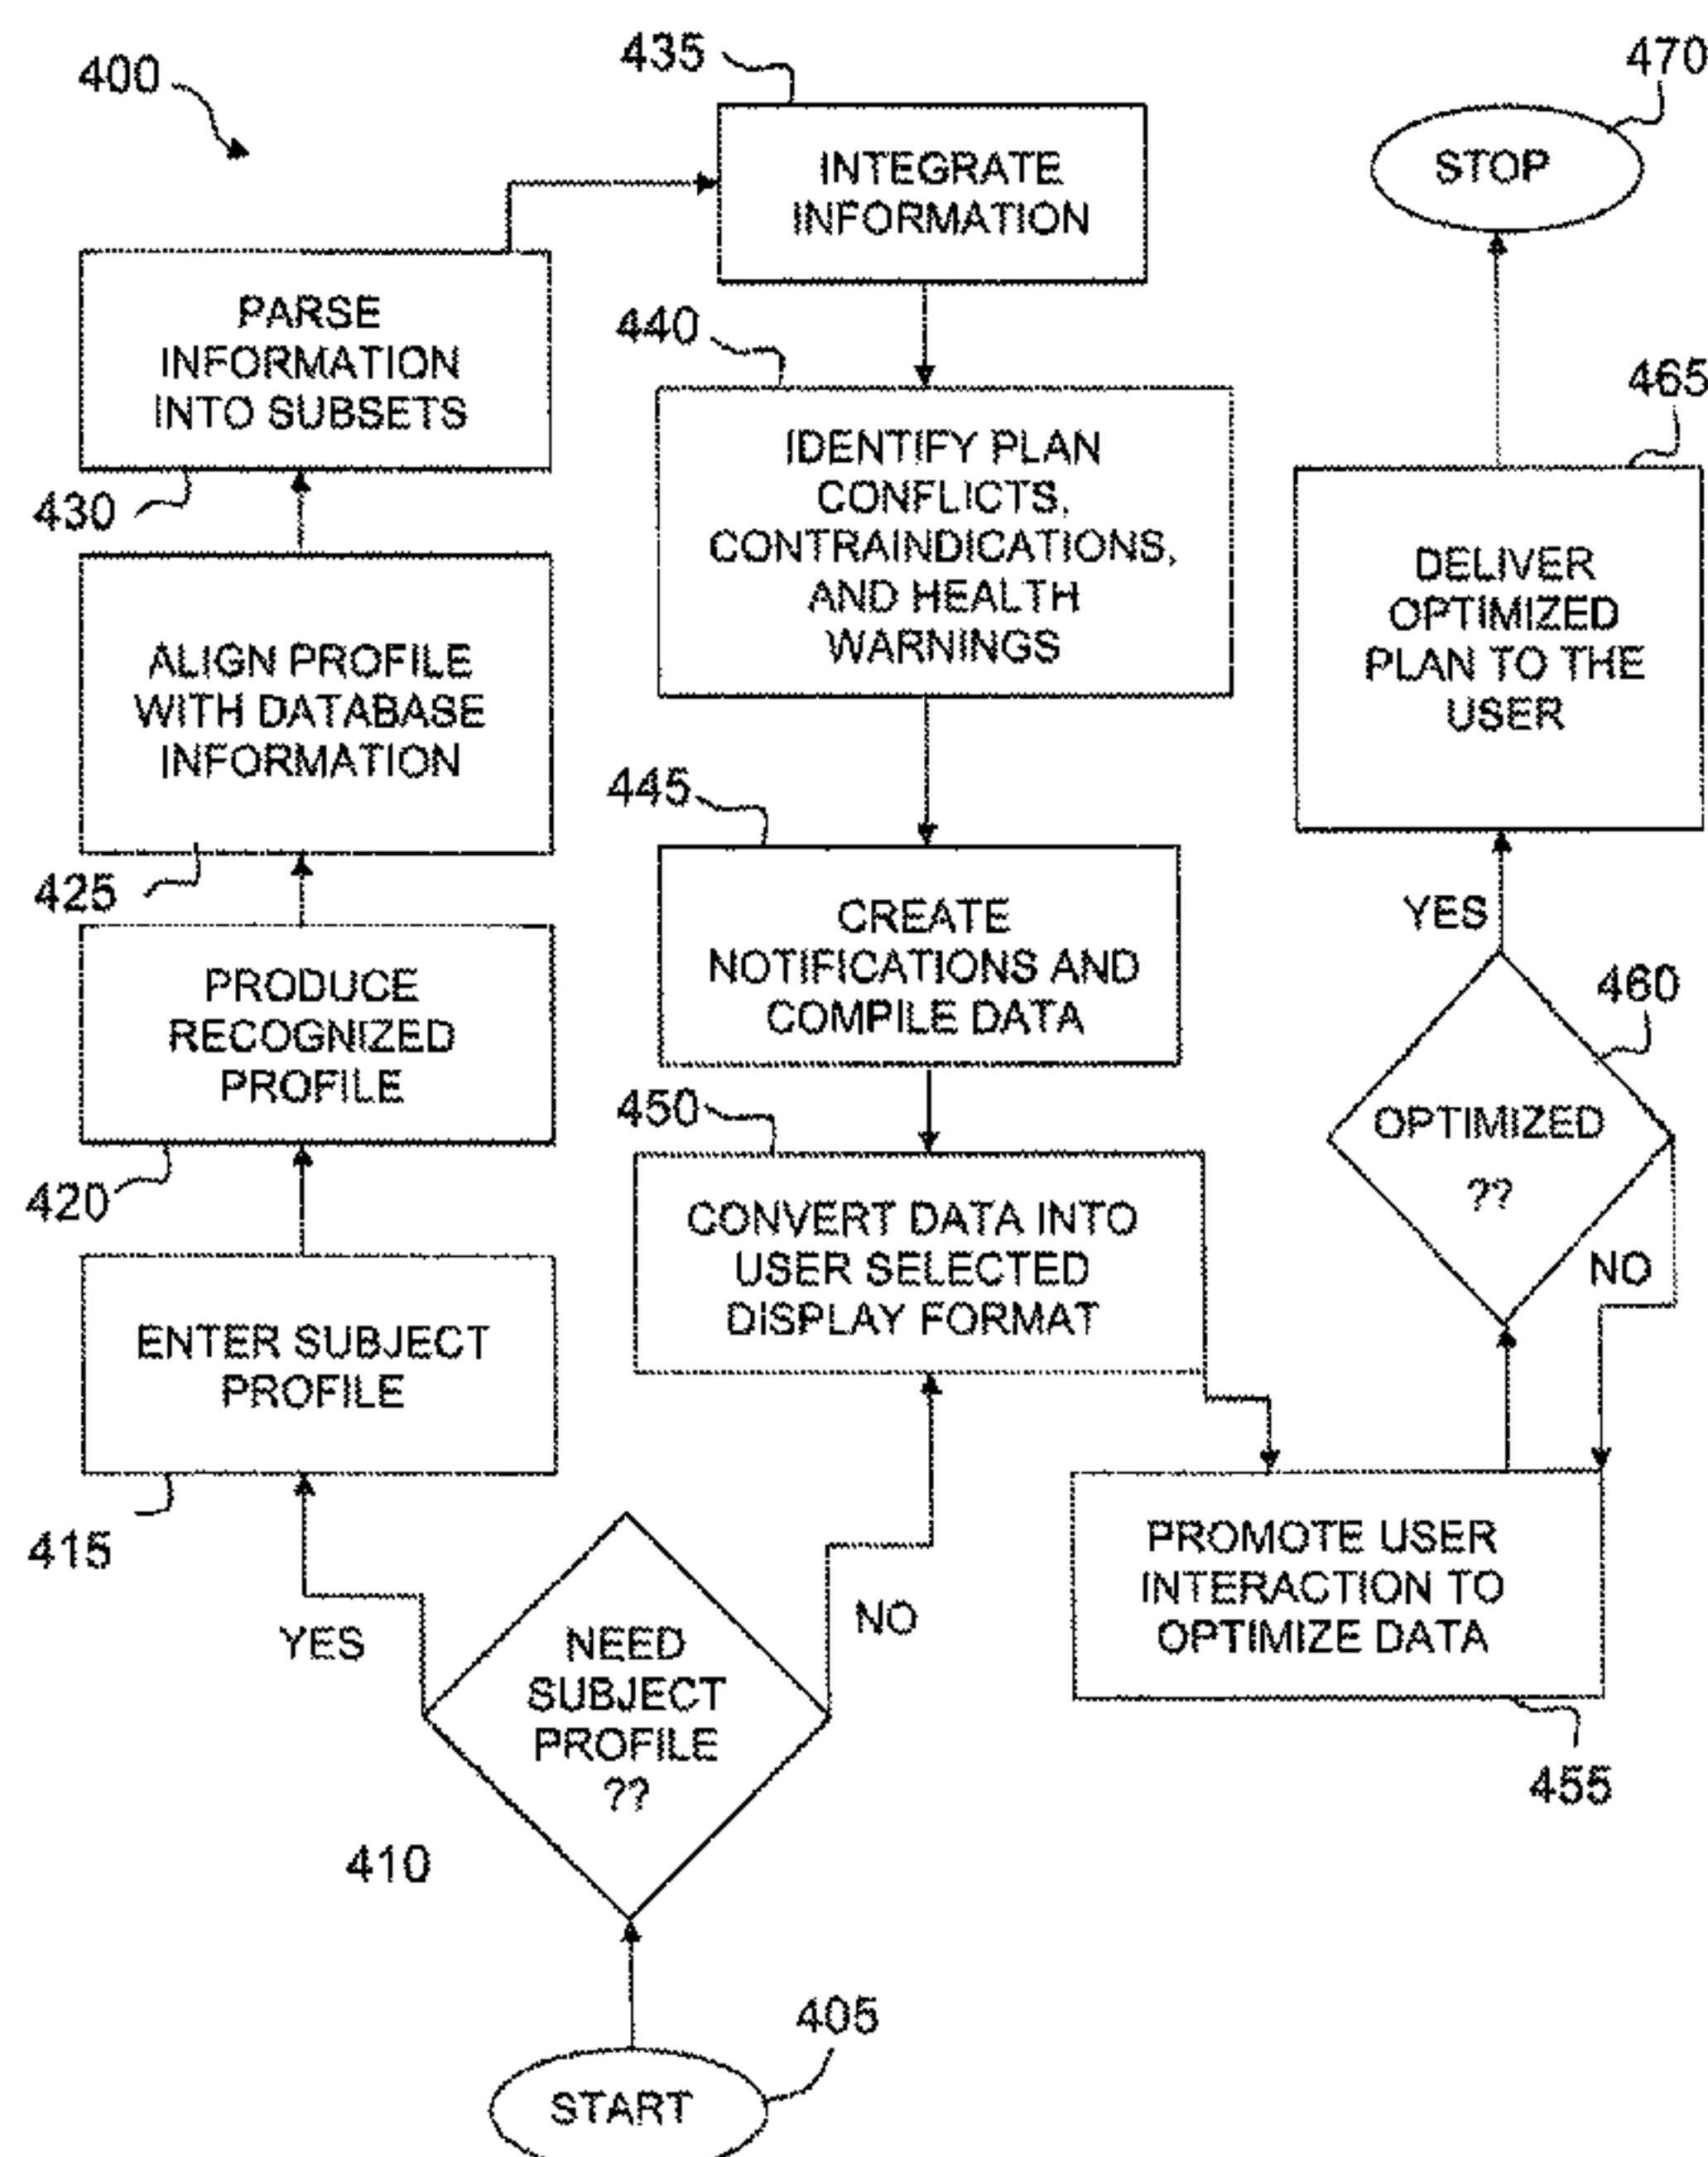 400
435
INTEGRATE
INFORMATION
470
STOP
PARSE
INFORMATION
INTO SUBSETS
430
440
IDENTIFY PLAN
CONFLICTS,
CONTRAINDICATIONS,
AND HEALTH
WARNINGS
465
DELIVER
OPTIMIZED
PLAN TO THE
USER
ALIGN PROFILE
WITH DATABASE
INFORMATION
425
445
CREATE
NOTIFICATIONS AND
COMPILE DATA
YES
460
OPTIMIZED
??
NO
PRODUCE
RECOGNIZED
PROFILE
420
450
CONVERT DATA INTO
USER SELECTED
DISPLAY FORMAT
ENTER SUBJECT
PROFILE
415
YES
NEED
SUBJECT
PROFILE
??
NO
410
PROMOTE USER
INTERACTION TO
OPTIMIZE DATA
455
405
START